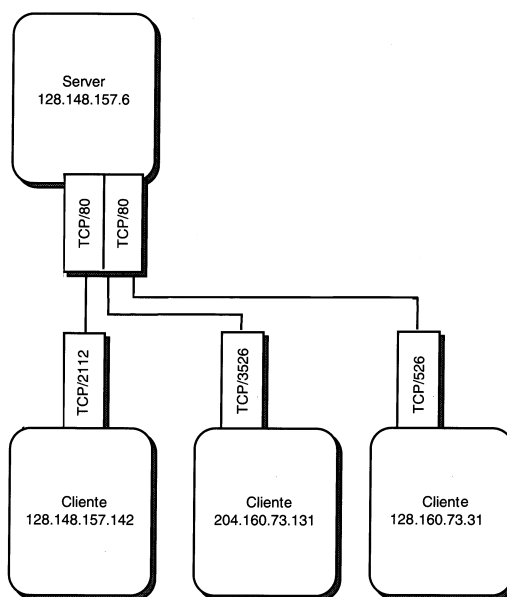 Server
128.148.157.6
TCP/80
TCP/80
TCP/2112
TCP/3526
TCP/526
Cliente
128.148.157.142
Cliente
204.160.73.131
Cliente
128.160.73.31